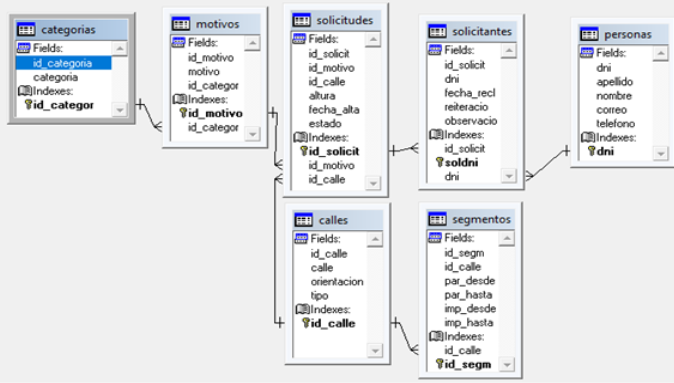 categorias
Fields:
id_categoria
categoria
Indexes:
id_categor
motivos
Fields:
id_motivo
motivo
id_categor
Indexes:
id_motivo
id_categor
solicitudes
Fields:
id_solicit
id_motivo
id_calle
altura
fecha_alta
estado
Indexes:
id_solicit
id_motivo
id_calle
solicitantes
Fields:
id_solicit
dni
fecha_recl
reiteracio
observacio
Indexes:
id_solicit
soldni
dni
personas
Fields:
dni
apellido
nombre
correo
telefono
Indexes:
dni
calles
Fields:
id_calle
calle
orientacion
tipo
Indexes:
id_calle
segmentos
Fields:
id_segm
id_calle
par_desde
par_hasta
imp_desde
imp_hasta
Indexes:
id_calle
id_segm